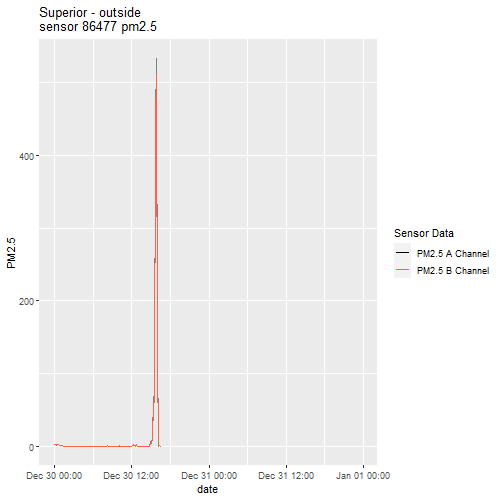 Superior - outside
sensor 86477 pm2.5
PM2.5
400
200
0
Dec 30 00:00 Dec 30 12:00 Dec 31 00:00 Dec 31 12:00 Jan 01 00:00
date
Sensor Data
PM2.5 A Channel
PM2.5 B Channel